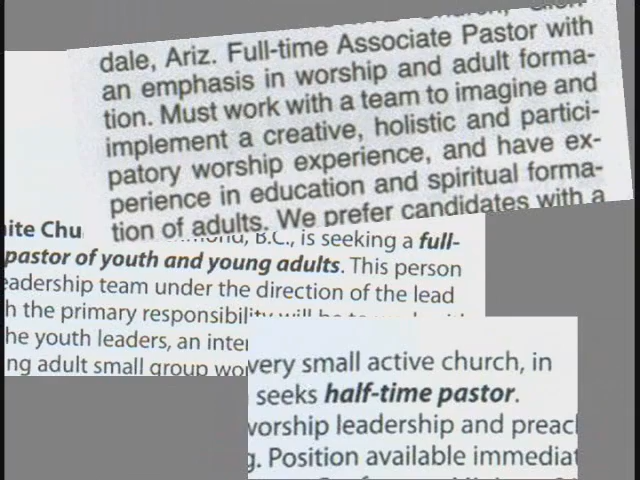 dale, Ariz. Full-time Associate Pastor with
an emphasis in worship and adult forma-
tion. Must work with a team to imagine and
implement a creative, holistic and partici-
patory worship experience, and have ex-
perience in education and spiritual forma-
tion of adults. We prefer candidates with a
ite Chu
B.C., is seeking a full-
pastor of youth and young adults. This person
eadership team under the direction of the lead
h the primary responsibility will be to
he youth leaders, an inter
ng adult small group wor
very small active church, in
seeks half-time pastor.
worship leadership and preac
g. Position available immediat